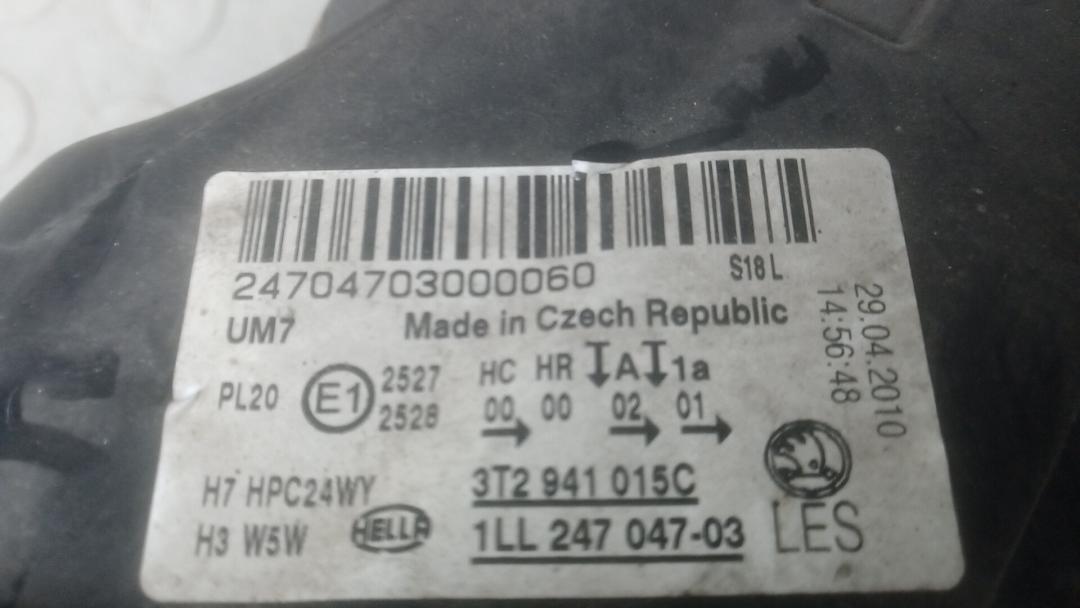 24704703000060
S18 L
UM7
Made in Czech Republic
29.04.2010
14:56:48
PL20
E1
2527
2528
HC HR A 1a
00 00 02 01
H7 HPC24WY
3T2 941 015C
H3 W5W
HELLA
1LL 247 047-03
LES